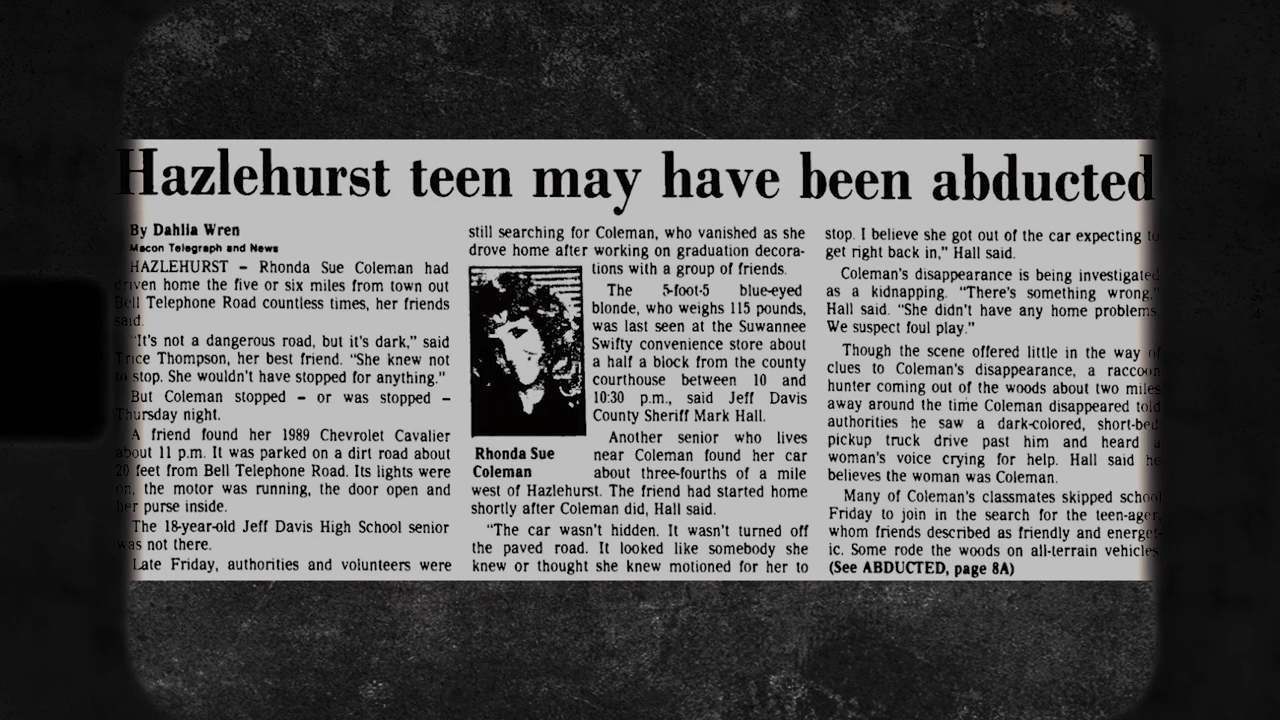 Hazlehurst teen may have been abducted
By Dahlia Wren
Macon Telegraph and News
HAZLEHURST – Rhonda Sue Coleman had
driven home the five or six miles from town out
Bell Telephone Road countless times, her friends
said.
"It's not a dangerous road, but it's dark," said
Trice Thompson, her best friend. "She knew not
to stop. She wouldn't have stopped for anything."
But Coleman stopped – or was stopped –
Thursday night.
A friend found her 1989 Chevrolet Cavalier
about 11 p.m. It was parked on a dirt road about
20 feet from Bell Telephone Road. Its lights were
on, the motor was running, the door open and
her purse inside.
The 18-year-old Jeff Davis High School senior
was not there.
Late Friday, authorities and volunteers were
still searching for Coleman, who vanished as she
drove home after working on graduation decora-
tions with a group of friends.
The 5-foot-5 blue-eyed
blonde, who weighs 115 pounds,
was last seen at the Suwannee
Swifty convenience store about
a half a block from the county
courthouse between 10 and
10:30 p.m., said Jeff Davis
County Sheriff Mark Hall.
Another senior who lives
near Coleman found her car
about three-fourths of a mile
west of Hazlehurst. The friend had started home
shortly after Coleman did, Hall said.
"The car wasn't hidden. It wasn't turned off
the paved road. It looked like somebody she
knew or thought she knew motioned for her to
Rhonda Sue
Coleman
stop. I believe she got out of the car expecting to
get right back in," Hall said.
Coleman's disappearance is being investigated
as a kidnapping. "There's something wrong,"
Hall said. "She didn't have any home problems.
We suspect foul play."
Though the scene offered little in the way of
clues to Coleman's disappearance, a raccoon
hunter coming out of the woods about two miles
away around the time Coleman disappeared told
authorities he saw a dark-colored, short-bed
pickup truck drive past him and heard a
woman's voice crying for help. Hall said he
believes the woman was Coleman.
Many of Coleman's classmates skipped school
Friday to join in the search for the teen-ager,
whom friends described as friendly and energet-
ic. Some rode the woods on all-terrain vehicles
(See ABDUCTED, page 8A)